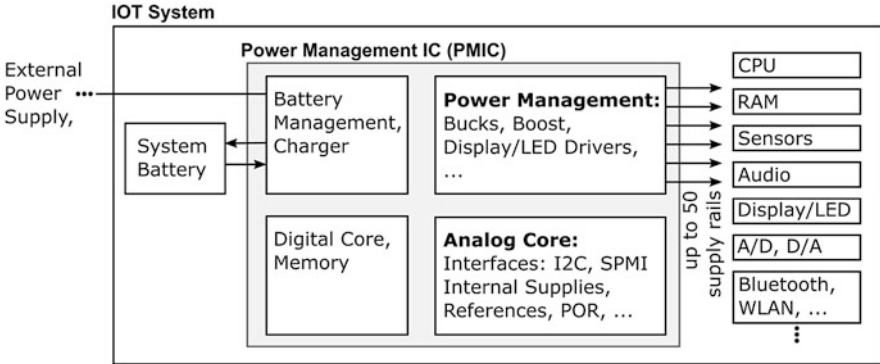 IOT System
Power Management IC (PMIC)
External
Power •••
Supply,
System
Battery
Battery
Management,
Charger
Power Management:
Bucks, Boost,
Display/LED Drivers,
...
Digital Core,
Memory
Analog Core:
Interfaces: I2C, SPMI
Internal Supplies,
References, POR, ...
up to 50
supply rails
CPU
RAM
Sensors
Audio
Display/LED
A/D, D/A
Bluetooth,
WLAN, ...